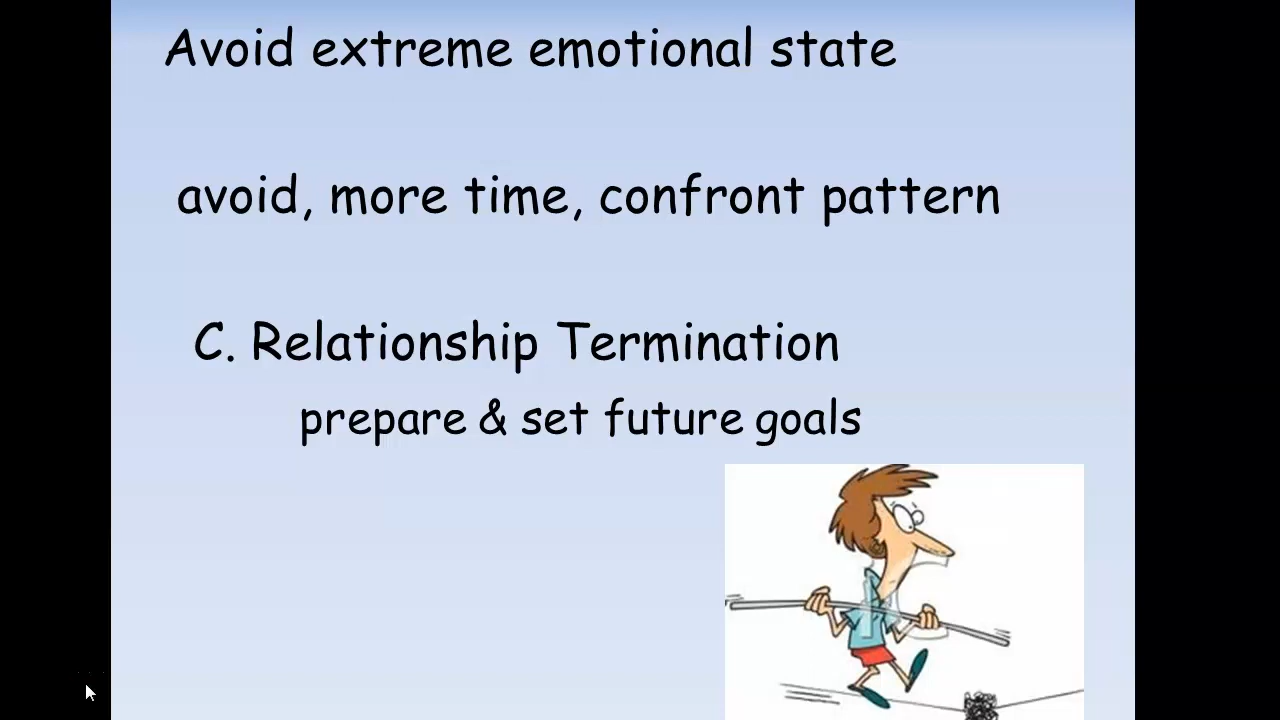 Avoid extreme emotional state
avoid, more time, confront pattern
C. Relationship Termination
prepare & set future goals